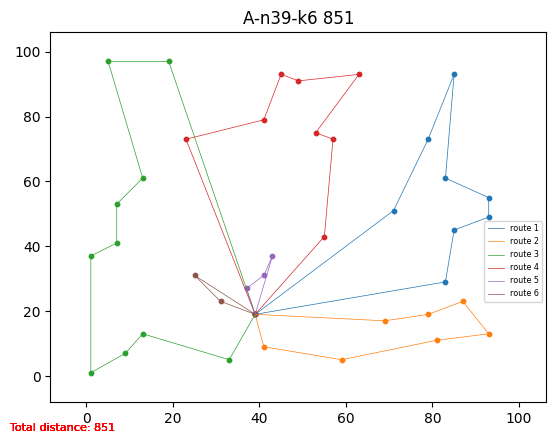 A-n39-k6 851
100
80
60
40
20
0
route 1
route 2
route 3
route 4
route 5
route 6
0 20 40 60 80 100
Total distance: 851